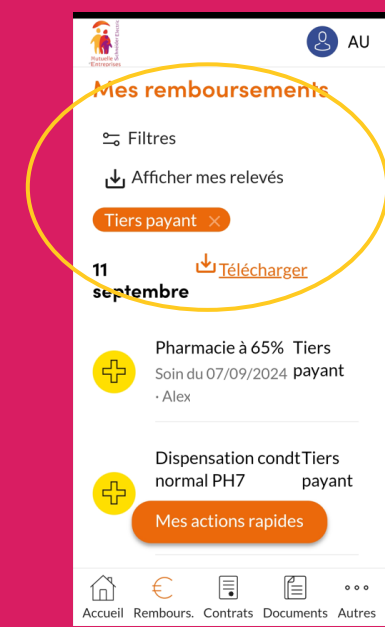 Mutuelle
d'Entreprises
Schneider Electric
AU
Mes remboursements
Filtres
Afficher mes relevés
Tiers payant ×
11
septembre
Télécharger
Pharmacie à 65% Tiers
Soin du 07/09/2024 payant
· Alex
Dispensation condt Tiers
normal PH7 payant
Mes actions rapides
Accueil Rembours. Contrats Documents Autres